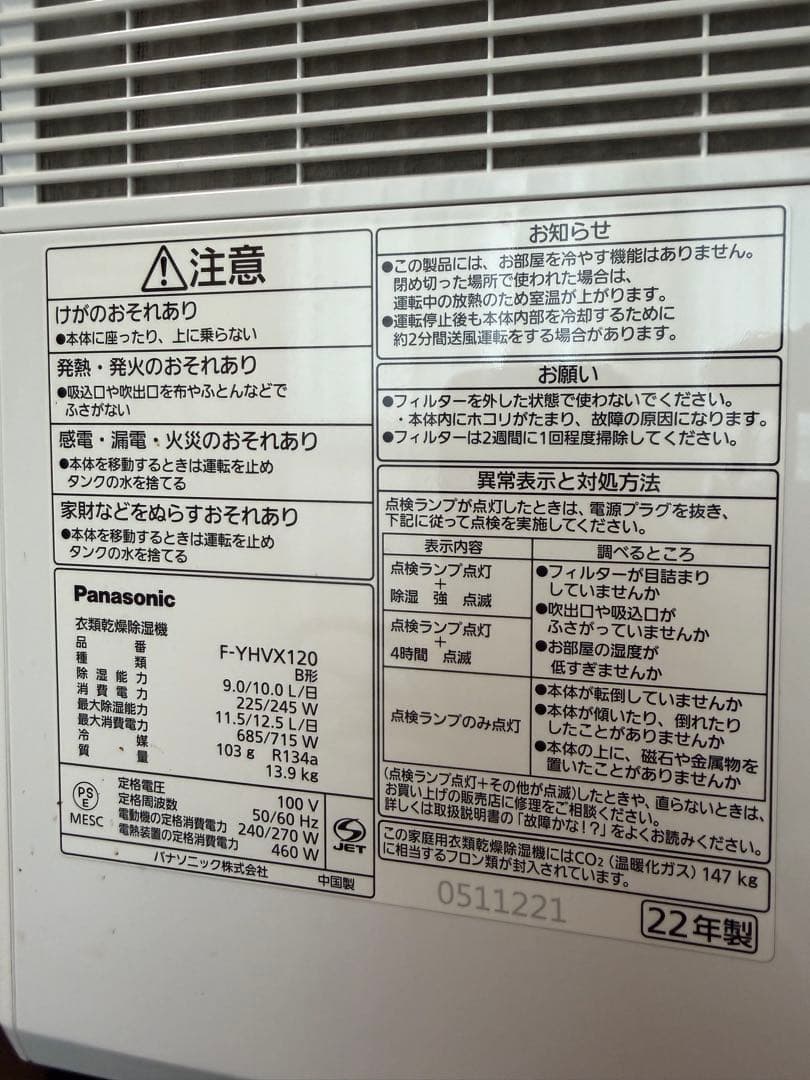 注意
けがのおそれあり
●本体に座ったり、上に乗らない
発熱・発火のおそれあり
●吸込口や吹出口を布やふとんなどで
ふさがない
感電・漏電・火災のおそれあり
●本体を移動するときは運転を止め
タンクの水を捨てる
家財などをぬらすおそれあり
●本体を移動するときは運転を止め
タンクの水を捨てる
Panasonic
衣類乾燥除湿機
品番 F-YHVX120
種類 B形
除湿能力 9.0/10.0 L/日
消費電力 225/245 W
最大除湿能力 11.5/12.5 L/日
最大消費電力 685/715 W
冷媒 103 g R134a
質量 13.9 kg
PS
E
MESC
定格電圧 100 V
定格周波数 50/60 Hz
電動機の定格消費電力 240/270 W
電熱装置の定格消費電力 460 W
JET
パナソニック株式会社 中国製
お知らせ
●この製品には、お部屋を冷やす機能はありません。
閉め切った場所で使われた場合は、
運転中の放熱のため室温が上がります。
●運転停止後も本体内部を冷却するために
約2分間送風運転をする場合があります。
お願い
●フィルターを外した状態で使わないでください。
・本体内にホコリがたまり、故障の原因になります。
●フィルターは2週間に1回程度掃除してください。
異常表示と対処方法
点検ランプが点灯したときは、電源プラグを抜き、
下記に従って点検を実施してください。
表示内容 調べるところ
点検ランプ点灯
+
除湿 強 点滅
点検ランプ点灯
+
4時間 点滅
●フィルターが目詰まり
していませんか
●吹出口や吸込口が
ふさがっていませんか
●お部屋の湿度が
低すぎませんか
点検ランプのみ点灯
●本体が転倒していませんか
●本体が傾いたり、倒れたり
したことがありませんか
●本体の上に、磁石や金属物を
置いたことがありませんか
(点検ランプ点灯+その他が点滅)したときや、直らないときは、
お買い上げの販売店に修理をご相談ください。
詳しくは取扱説明書の「故障かな!?」をよくお読みください。
この家庭用衣類乾燥除湿機にはCO₂(温暖化ガス) 147 kg
に相当するフロン類が封入されています。
0511221
22年製